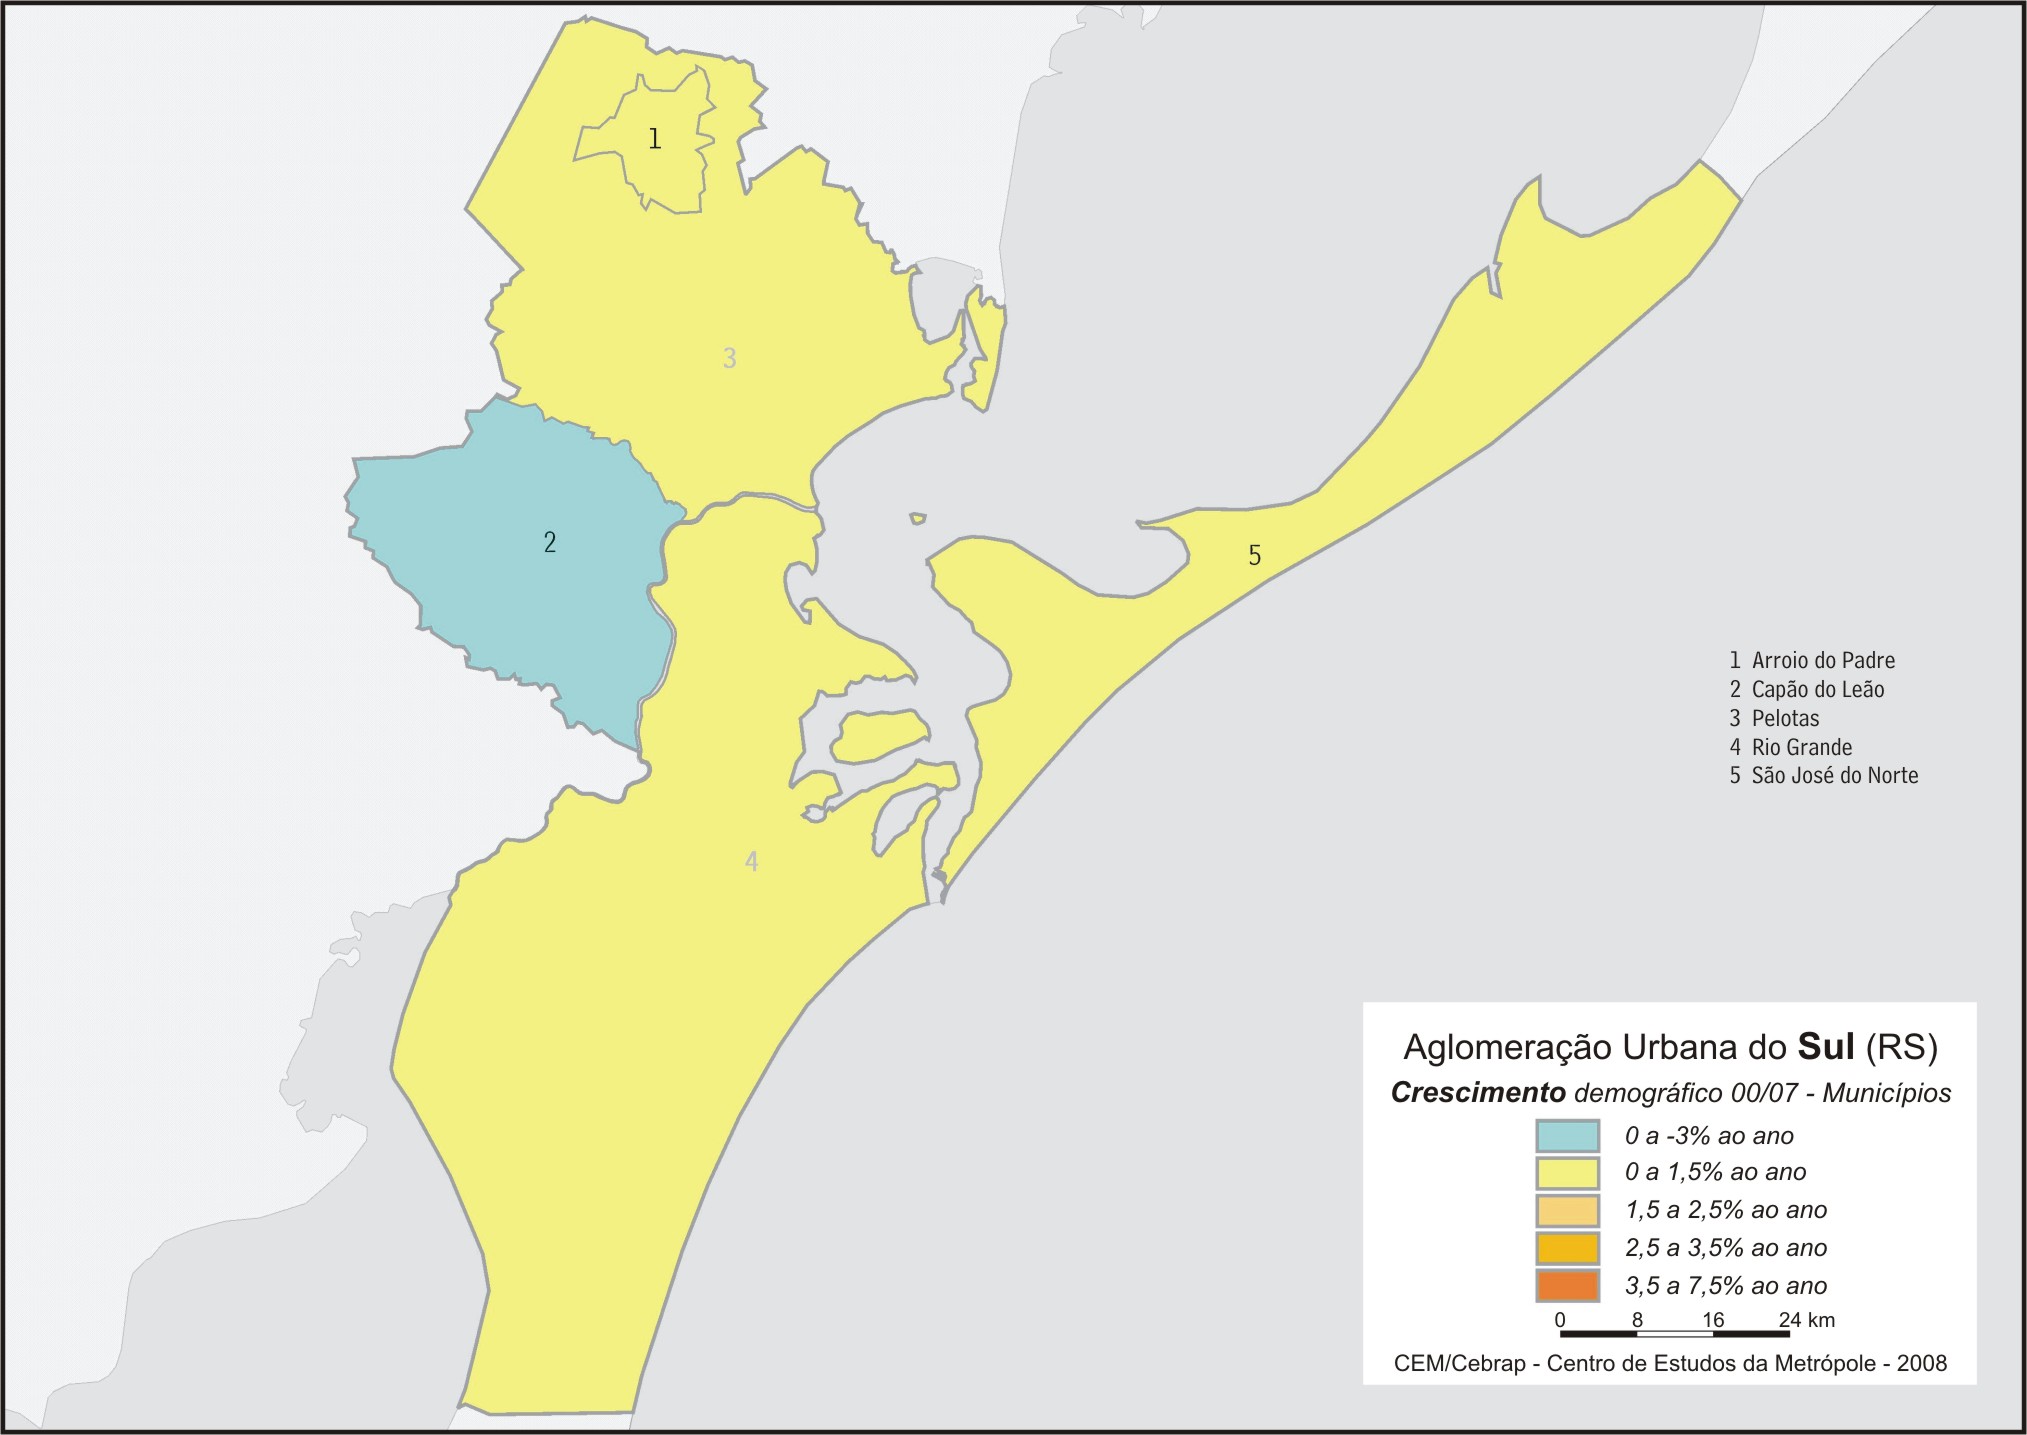 1
3
2
5
4
1 Arroio do Padre
2 Capão do Leão
3 Pelotas
4 Rio Grande
5 São José do Norte
Aglomeração Urbana do Sul (RS)
Crescimento demográfico 00/07 - Municípios
0 a -3% ao ano
0 a 1,5% ao ano
1,5 a 2,5% ao ano
2,5 a 3,5% ao ano
3,5 a 7,5% ao ano
0 8 16 24 km
CEM/Cebrap - Centro de Estudos da Metrópole - 2008